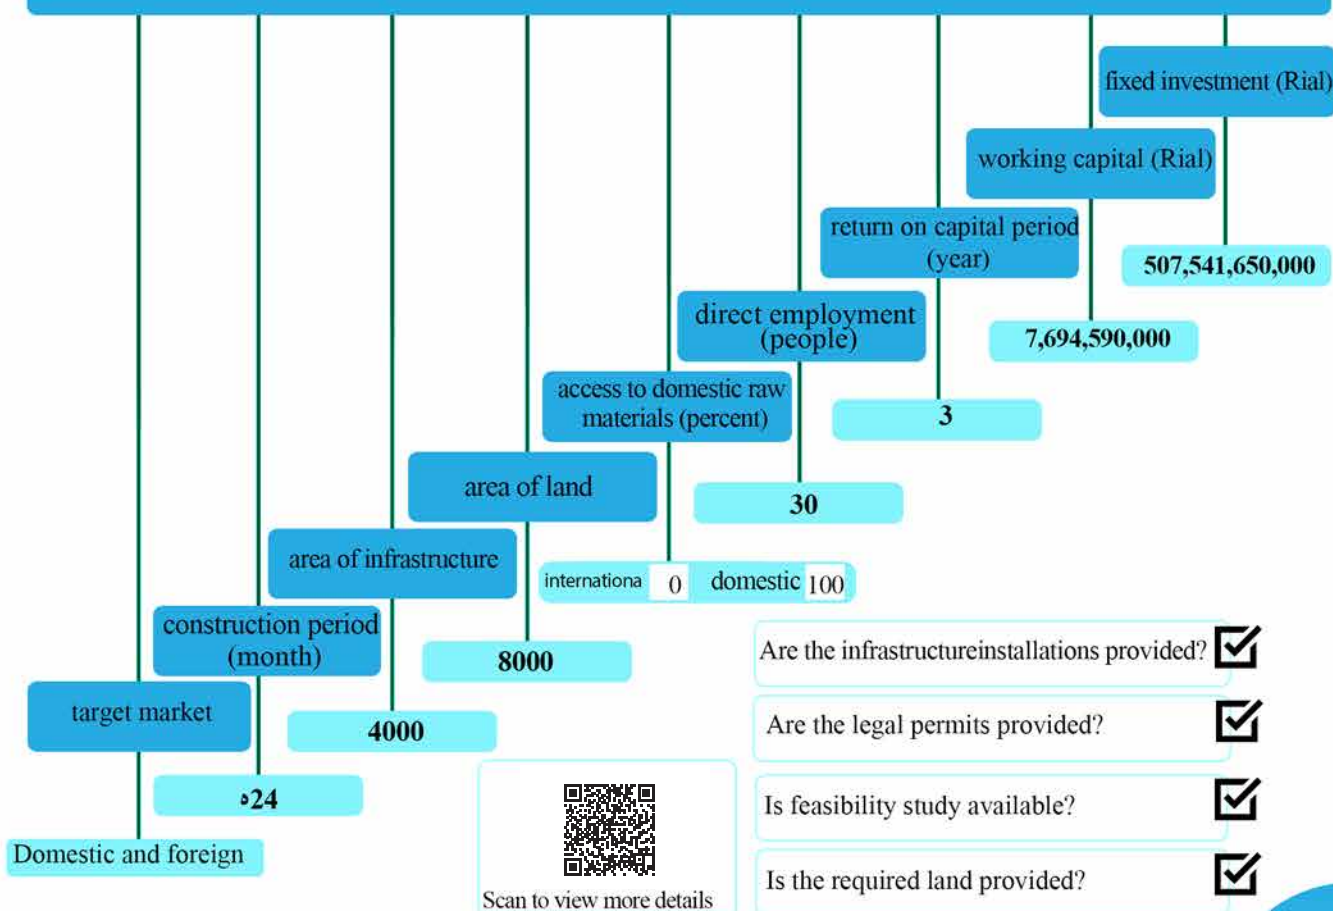 fixed investment (Rial)
507,541,650,000
working capital (Rial)
7,694,590,000
return on capital period
(year)
3
direct employment
(people)
30
access to domestic raw
materials (percent)
internationa 0 domestic 100
area of land
8000
area of infrastructure
4000
construction period
(month)
ه24
target market
Domestic and foreign
Are the infrastructureinstallations provided?
Are the legal permits provided?
Is feasibility study available?
Is the required land provided?
Scan to view more details